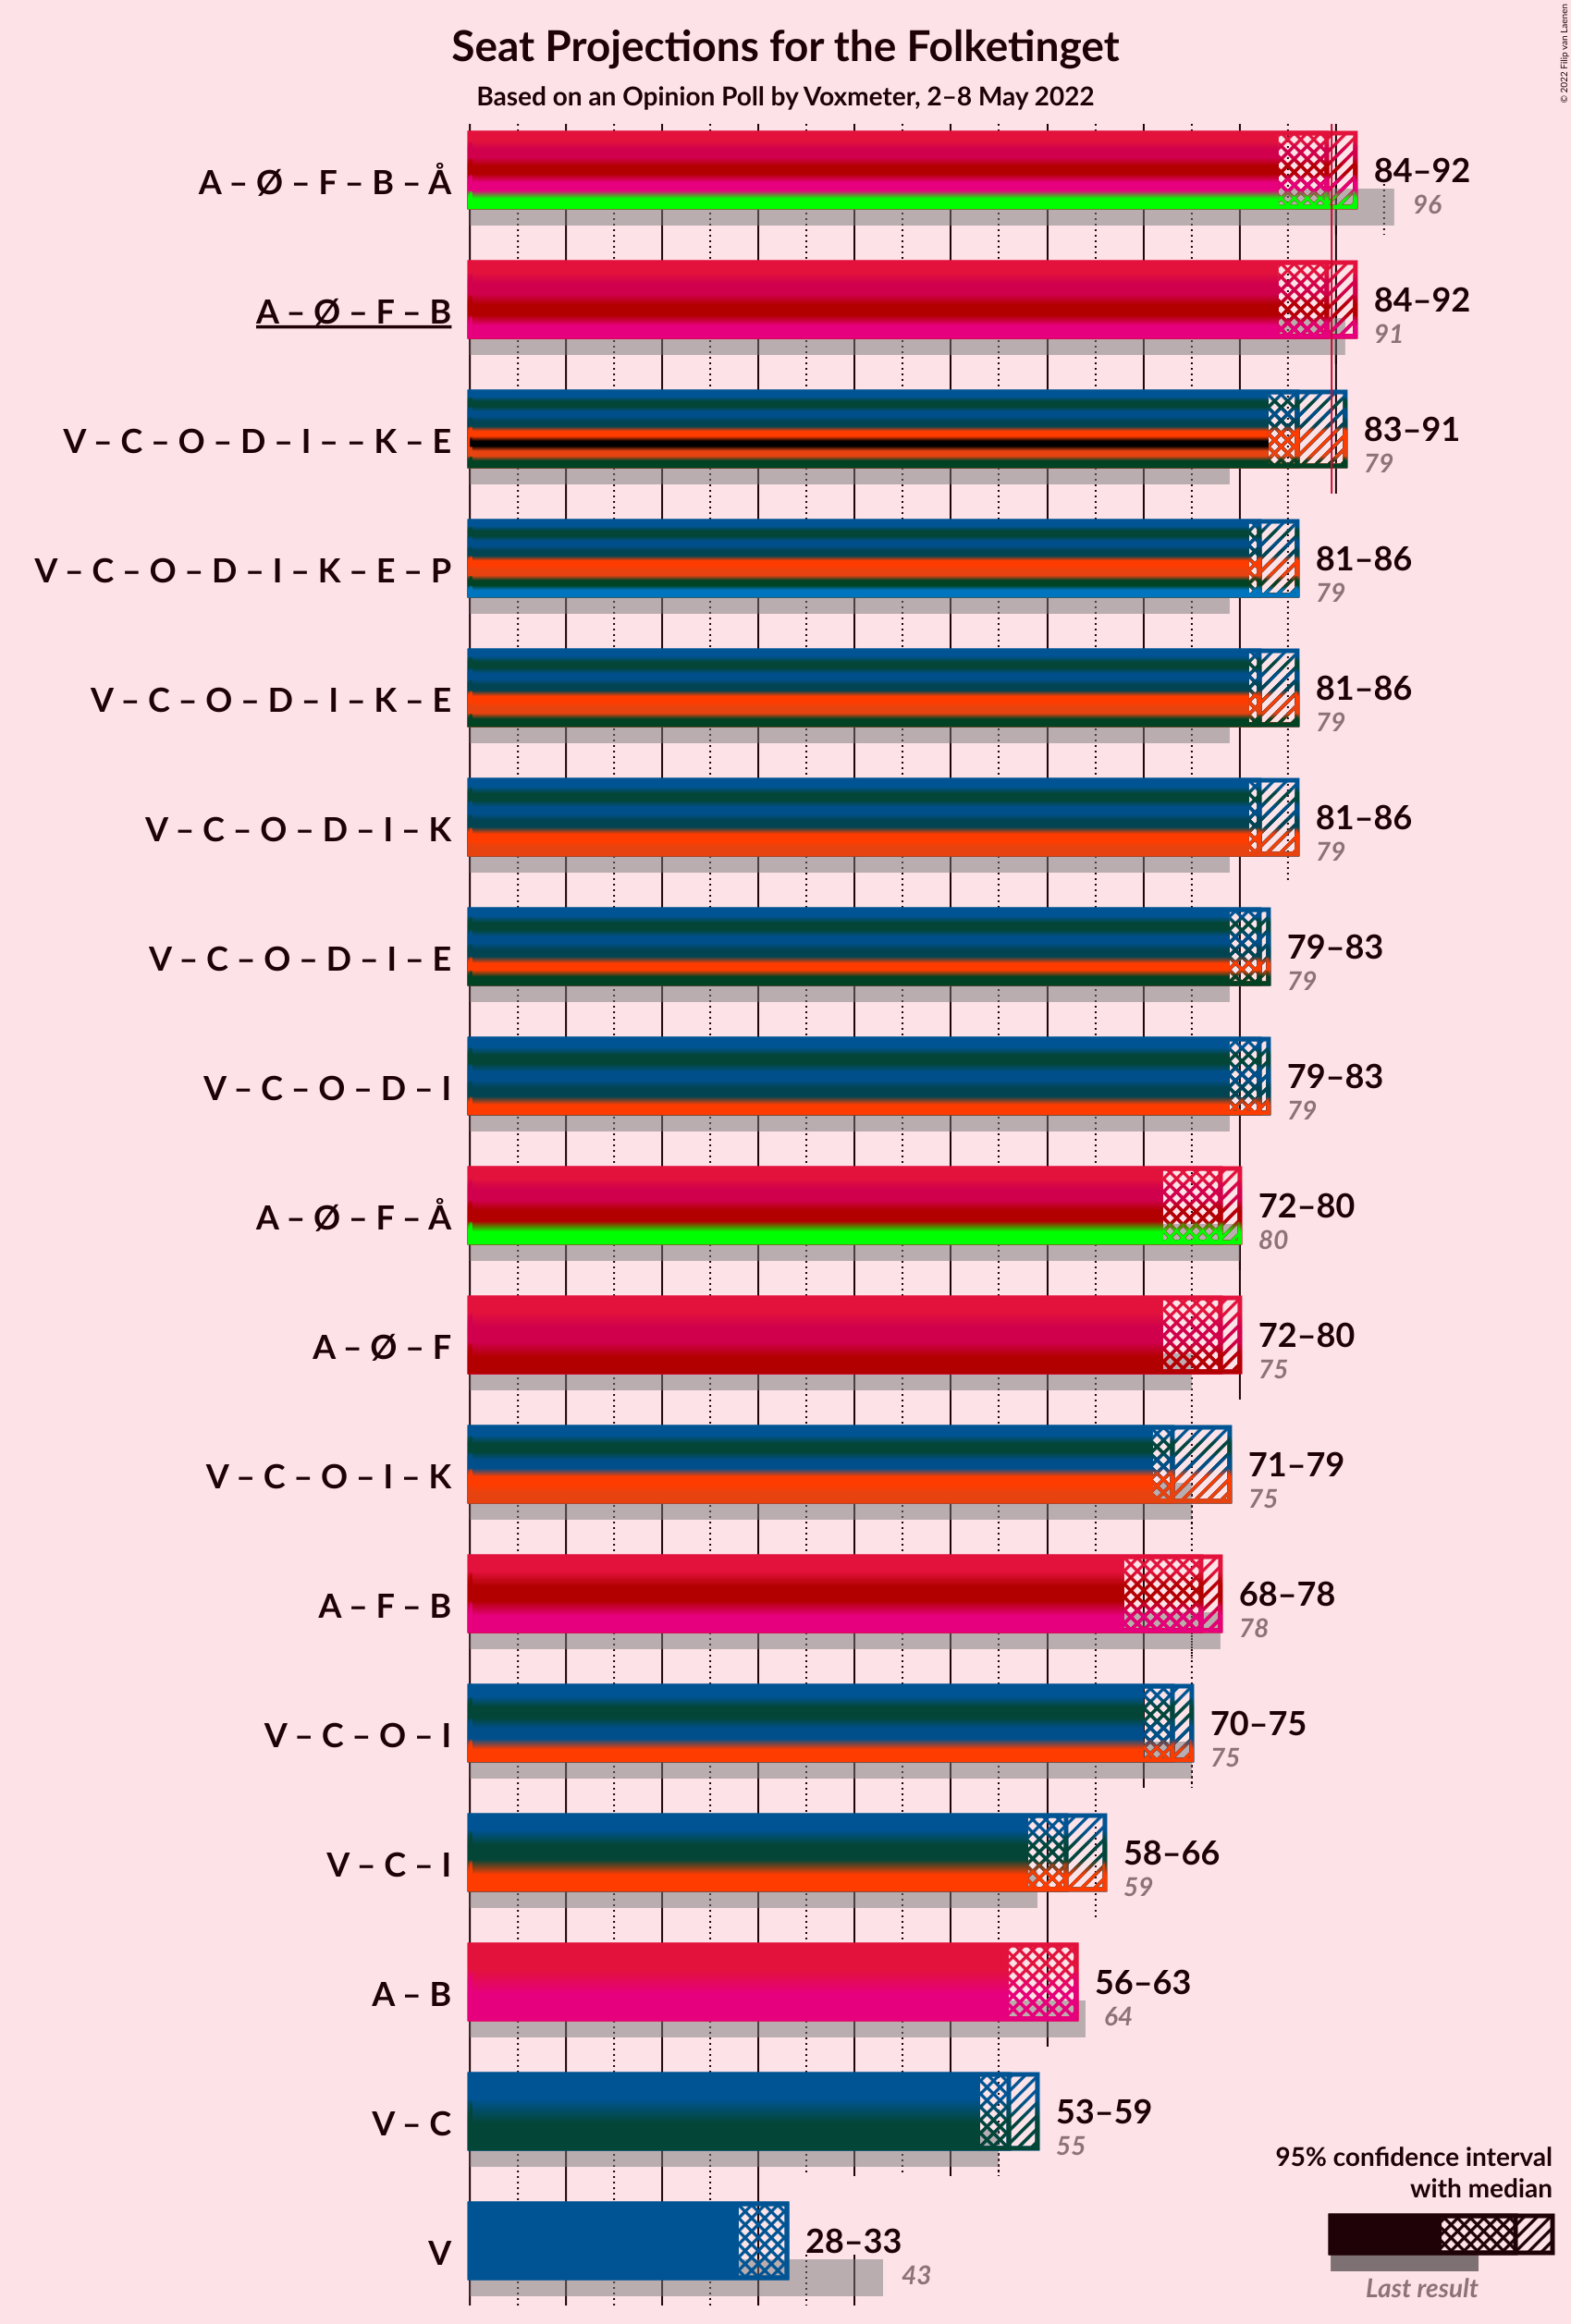 Seat Projections for the Folketinget
Based on an Opinion Poll by Voxmeter, 2–8 May 2022
© 2022 Filip van Laenen
A – Ø – F – B – Å
84–92
96
A – Ø – F – B
84–92
91
V – C – O – D – I – – K – E
83–91
79
V – C – O – D – I – K – E – P
81–86
79
V – C – O – D – I – K – E
81–86
79
V – C – O – D – I – K
81–86
79
V – C – O – D – I – E
79–83
79
V – C – O – D – I
79–83
79
A – Ø – F – Å
72–80
80
A – Ø – F
72–80
75
V – C – O – I – K
71–79
75
A – F – B
68–78
78
V – C – O – I
70–75
75
V – C – I
58–66
59
A – B
56–63
64
V – C
53–59
55
V
28–33
43
95% confidence interval
with median
Last result